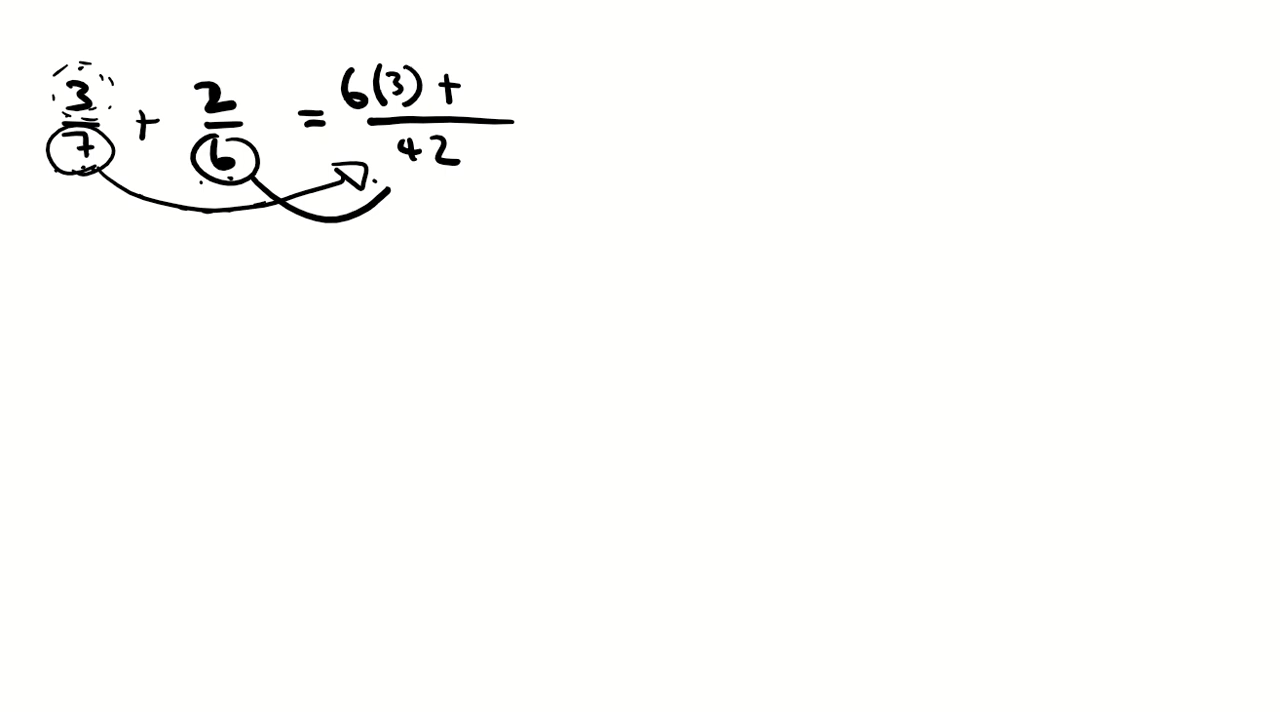 3/7 + 2/6 = 6(3) + / 42